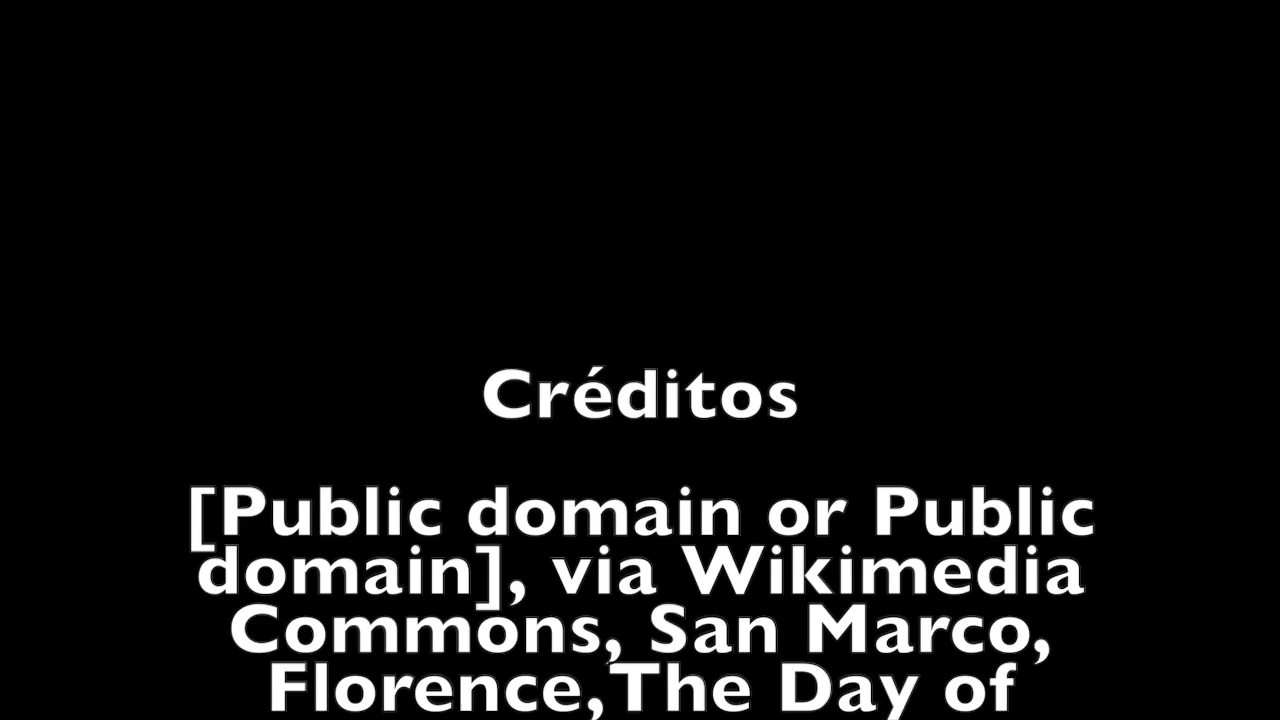 Créditos
[Public domain or Public
domain], via Wikimedia
Commons, San Marco,
Florence,The Day of